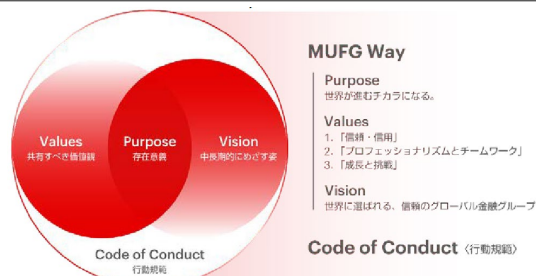 Values
共有すべき価値観
Purpose
存在意義
Vision
中長期的にめざす姿
Code of Conduct
行動規範
MUFG Way
Purpose
世界が進むチカラになる。
Values
1. 「信頼・信用」
2. 「プロフェッショナリズムとチームワーク」
3. 「成長と挑戦」
Vision
世界に選ばれる、信頼のグローバル金融グループ
Code of Conduct〈行動規範〉